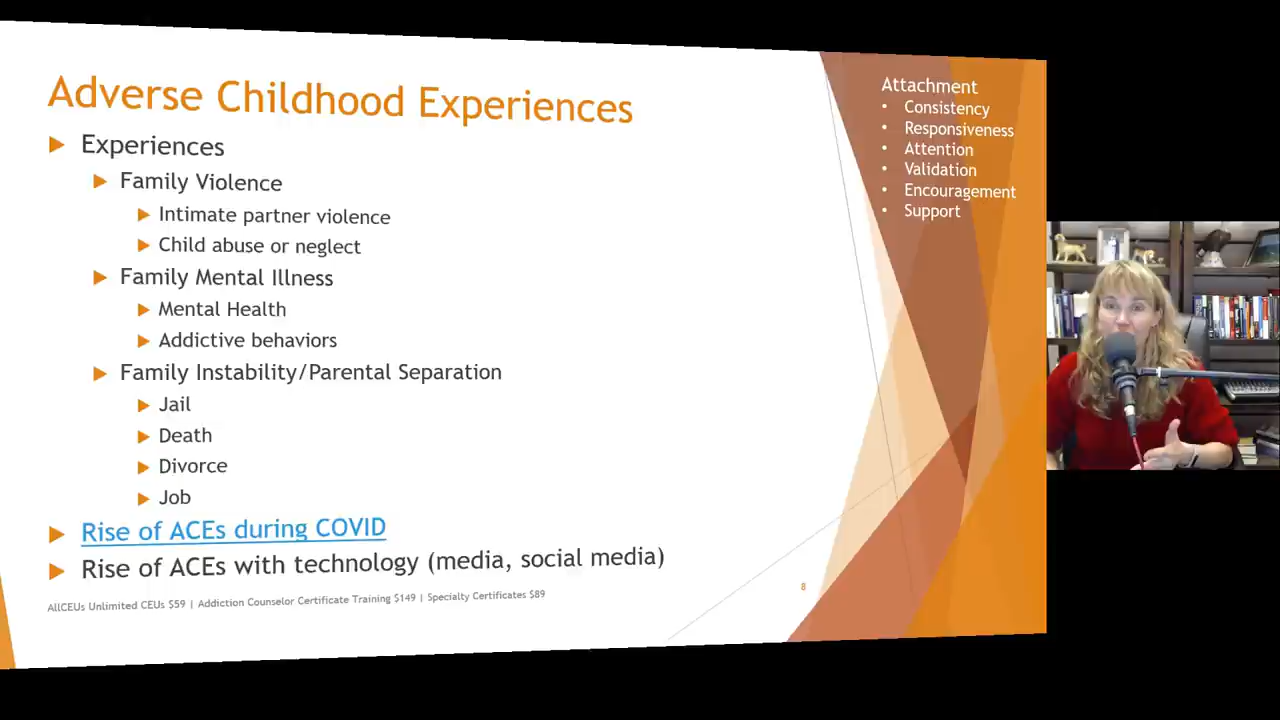 Adverse Childhood Experiences
Experiences
Family Violence
Intimate partner violence
Child abuse or neglect
Family Mental Illness
Mental Health
Addictive behaviors
Family Instability/Parental Separation
Jail
Death
Divorce
Job
Rise of ACEs during COVID
Rise of ACEs with technology (media, social media)
AllCEUs Unlimited CEUs $59 | Addiction Counselor Certificate Training $149 | Specialty Certificates $89
8
Attachment
• Consistency
• Responsiveness
• Attention
• Validation
• Encouragement
• Support